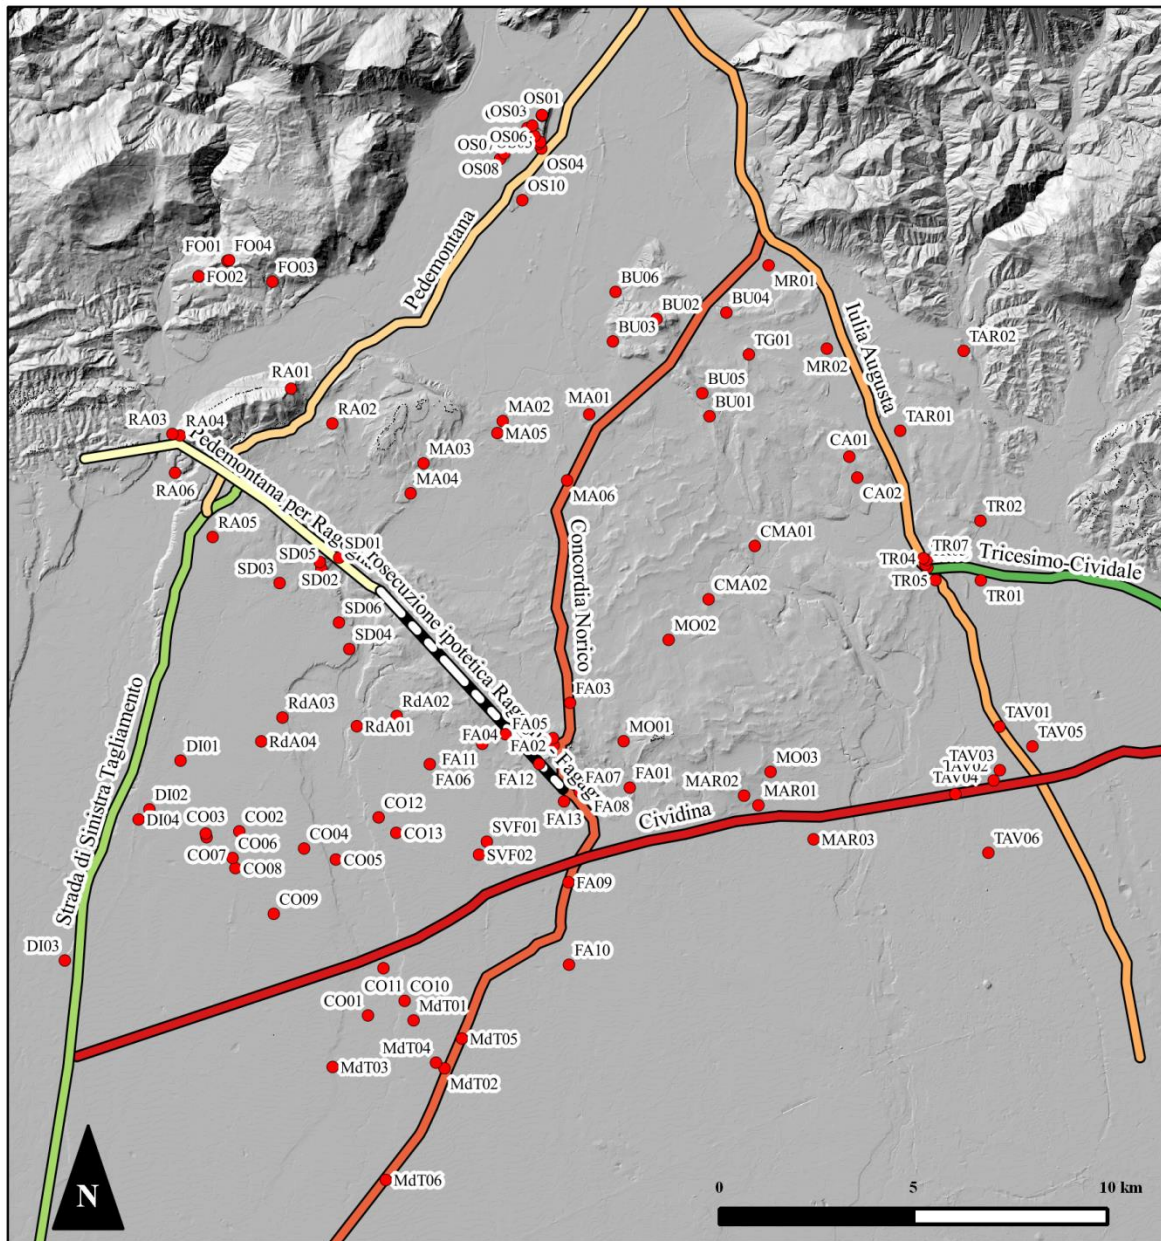 OS01
OS03
OS06
OS08
OS04
OS10
FO01
FO04
FO02
FO03
Pedemontana
BU06
BU02
BU03
BU04
MR01
TG01
MR02
Iulia Augusta
TAR02
RA01
RA02
RA03
RA04
MA02
MA01
MA05
BU05
BU01
TAR01
CA01
CA02
MA03
MA04
MA06
RA06
RA05
Pedemontana per Ragogna
SD01
SD05
SD02
SD03
SD06
SD04
Concordia Norico
CMA01
CMA02
MO02
TR02
TR07
TR04
TR05
TR01
Tricesimo-Cividale
Strada di Sinistra Tagliamento
RdA03
RdA02
RdA01
RdA04
FA03
FA05
FA04
FA02
FA11
FA06
FA12
FA07
FA01
FA08
FA13
MO01
MO03
MAR02
MAR01
MAR03
TAV01
TAV05
TAV03
TAV02
TAV04
TAV06
DI01
DI02
DI04
CO03
CO02
CO06
CO07
CO08
CO04
CO05
CO12
CO13
SVF01
SVF02
Cividina
CO09
FA09
DI03
FA10
CO11
CO10
CO01
MdT01
MdT05
MdT04
MdT03
MdT02
MdT06
N
0 5 10 km